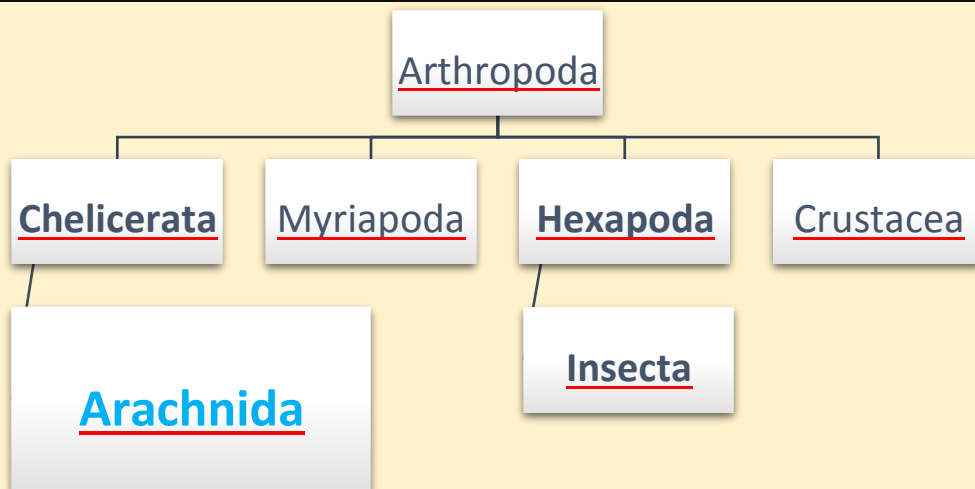 Arthropoda
Chelicerata
Myriapoda
Hexapoda
Crustacea
Arachnida
Insecta